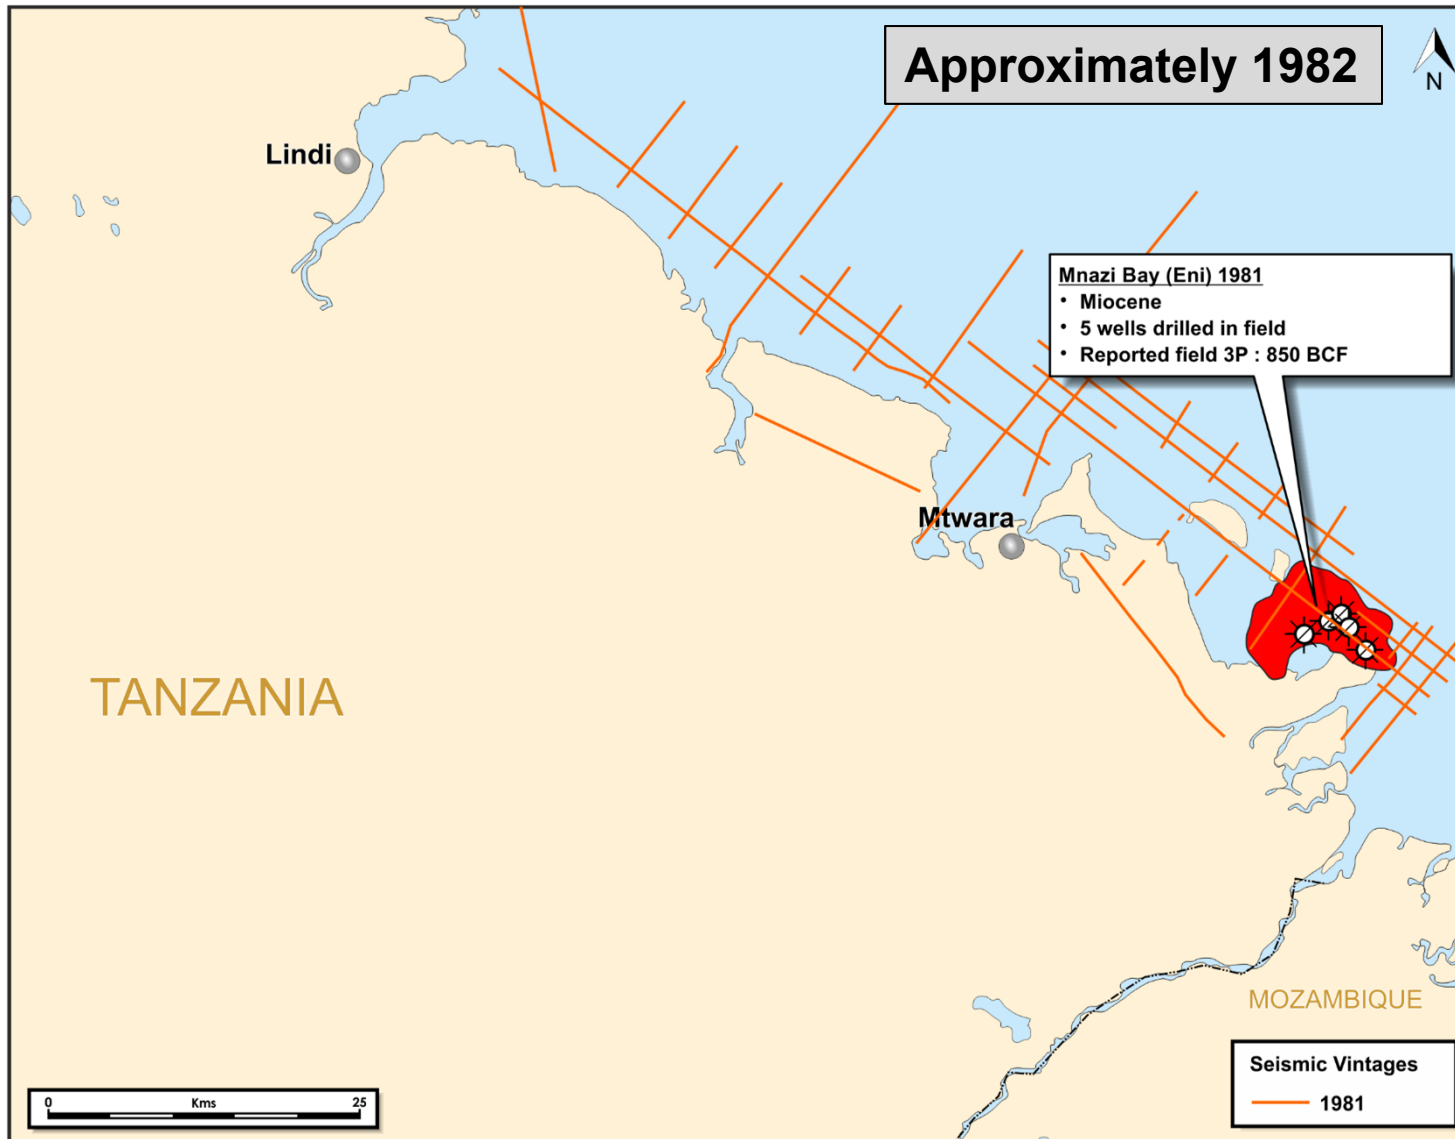 Approximately 1982
N
Lindi
Mnazi Bay (Eni) 1981
• Miocene
• 5 wells drilled in field
• Reported field 3P : 850 BCF
Mtwara
TANZANIA
MOZAMBIQUE
Seismic Vintages
1981
0 Kms 25